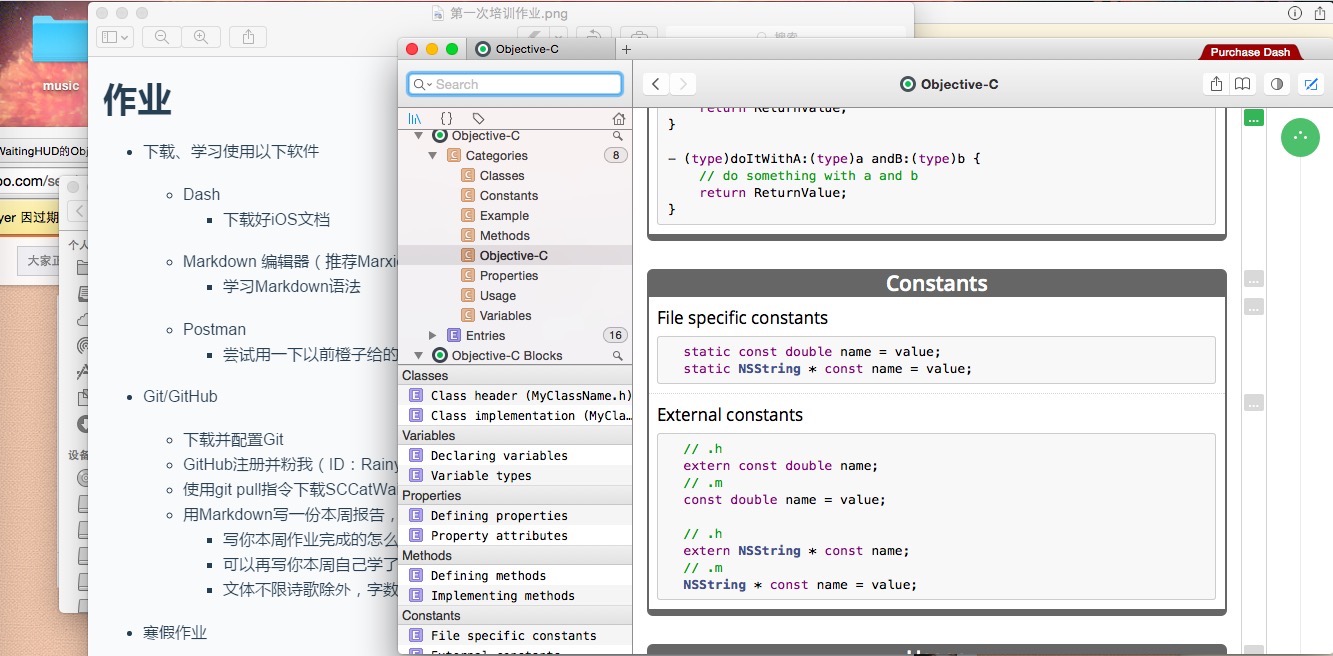 第一次培训作业.png
搜索
music
WaitingHUD的Obj
oo.com/se
yer 因过期
大家正
个人
设备
作业
下载、学习使用以下软件
Dash
下载好iOS文档
Markdown 编辑器（推荐Marxi
学习Markdown语法
Postman
尝试用一下以前橙子给的
Git/GitHub
下载并配置Git
GitHub注册并粉我（ID：Rainy
使用git pull指令下载SCCatWa
用Markdown写一份本周报告，
写你本周作业完成的怎么
可以再写你本周自己学了
文体不限诗歌除外，字数
寒假作业
Objective-C
Purchase Dash
Search
Objective-C
Objective-C
Categories 8
Classes
Constants
Example
Methods
Objective-C
Properties
Usage
Variables
Entries 16
Objective-C Blocks
Classes
Class header (MyClassName.h)
Class implementation (MyCla…
Variables
Declaring variables
Variable types
Properties
Defining properties
Property attributes
Methods
Defining methods
Implementing methods
Constants
File specific constants
External constants
return ReturnValue;
}
– (type)doItWithA:(type)a andB:(type)b {
// do something with a and b
return ReturnValue;
}
Constants
File specific constants
static const double name = value;
static NSString * const name = value;
External constants
// .h
extern const double name;
// .m
const double name = value;
// .h
extern NSString * const name;
// .m
NSString * const name = value;